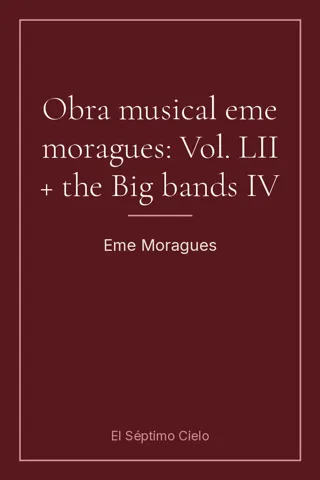 Obra musical eme
moragues: Vol. LII
+ the Big bands IV
Eme Moragues
El Séptimo Cielo